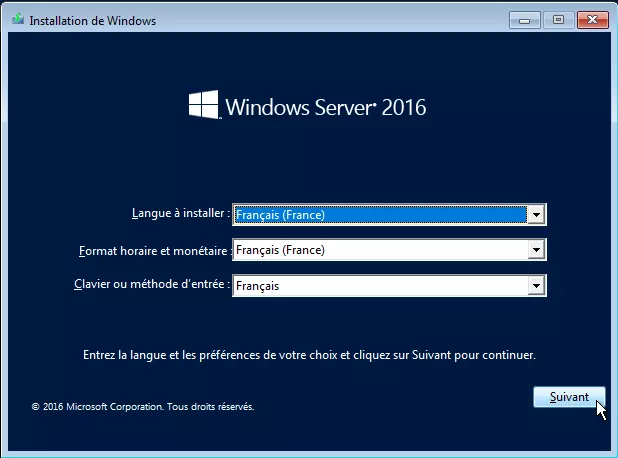 Installation de Windows
Windows Server® 2016
Langue à installer : Français (France)
Format horaire et monétaire : Français (France)
Clavier ou méthode d'entrée : Français
Entrez la langue et les préférences de votre choix et cliquez sur Suivant pour continuer.
Suivant
© 2016 Microsoft Corporation. Tous droits réservés.